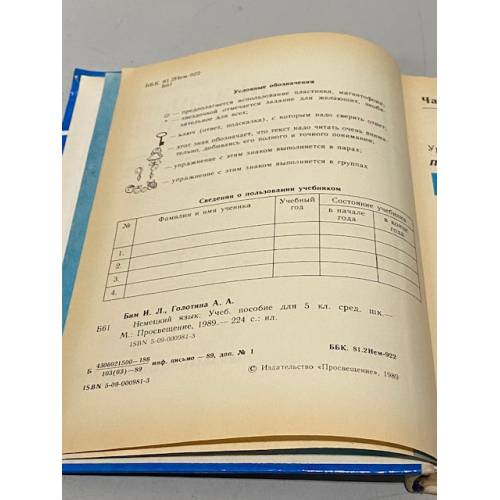 ББК 81.2Нем-922
Б61
Условные обозначения
— предполагается использование пластинки, магнитофона;
* — звездочкой отмечается задание для желающих, необя-
зательное для всех;
— ключ (ответ, подсказка), с которым надо сверить ответ;
— этот знак обозначает, что текст надо читать очень внима-
тельно, добиваясь его полного и точного понимания;
— упражнение с этим знаком выполняется в парах;
— упражнение с этим знаком выполняется в группах
Сведения о пользовании учебником
№ Фамилия и имя ученика Учебный год Состояние учебника
в начале года в конце года
1.
2.
3.
4.
Бим И. Л., Голотина А. А.
Б61 Немецкий язык: Учеб. пособие для 5 кл. сред. шк.—
М.: Просвещение, 1989.— 224 с.: ил.
ISBN 5-09-000981-3
Б 4306021500—186
103(03)—89 инф. письмо — 89, доп. № 1
ББК 81.2Нем-922
ISBN 5-09-000981-3
© Издательство «Просвещение», 1989
Ча